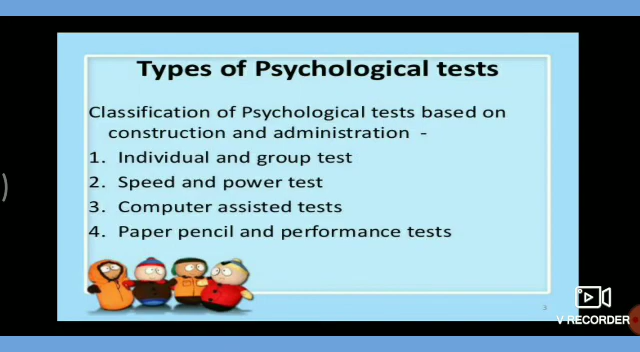 Types of Psychological tests
Classification of Psychological tests based on
construction and administration -
1. Individual and group test
2. Speed and power test
3. Computer assisted tests
4. Paper pencil and performance tests
3
V RECORDER